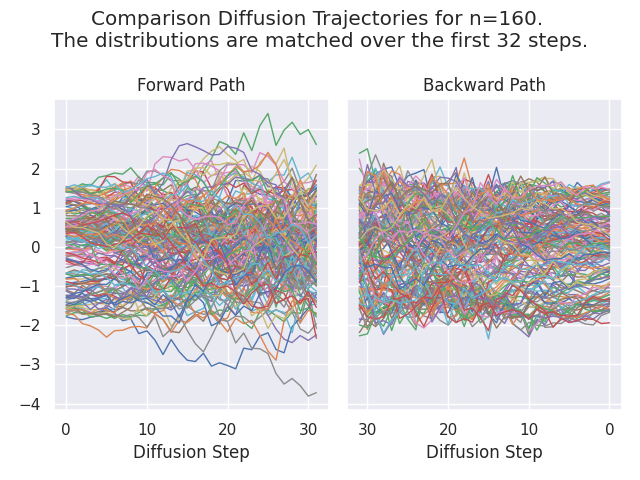 Comparison Diffusion Trajectories for n=160.
The distributions are matched over the first 32 steps.
Forward Path
Backward Path
3
2
1
0
−1
−2
−3
−4
0 10 20 30
30 20 10 0
Diffusion Step
Diffusion Step